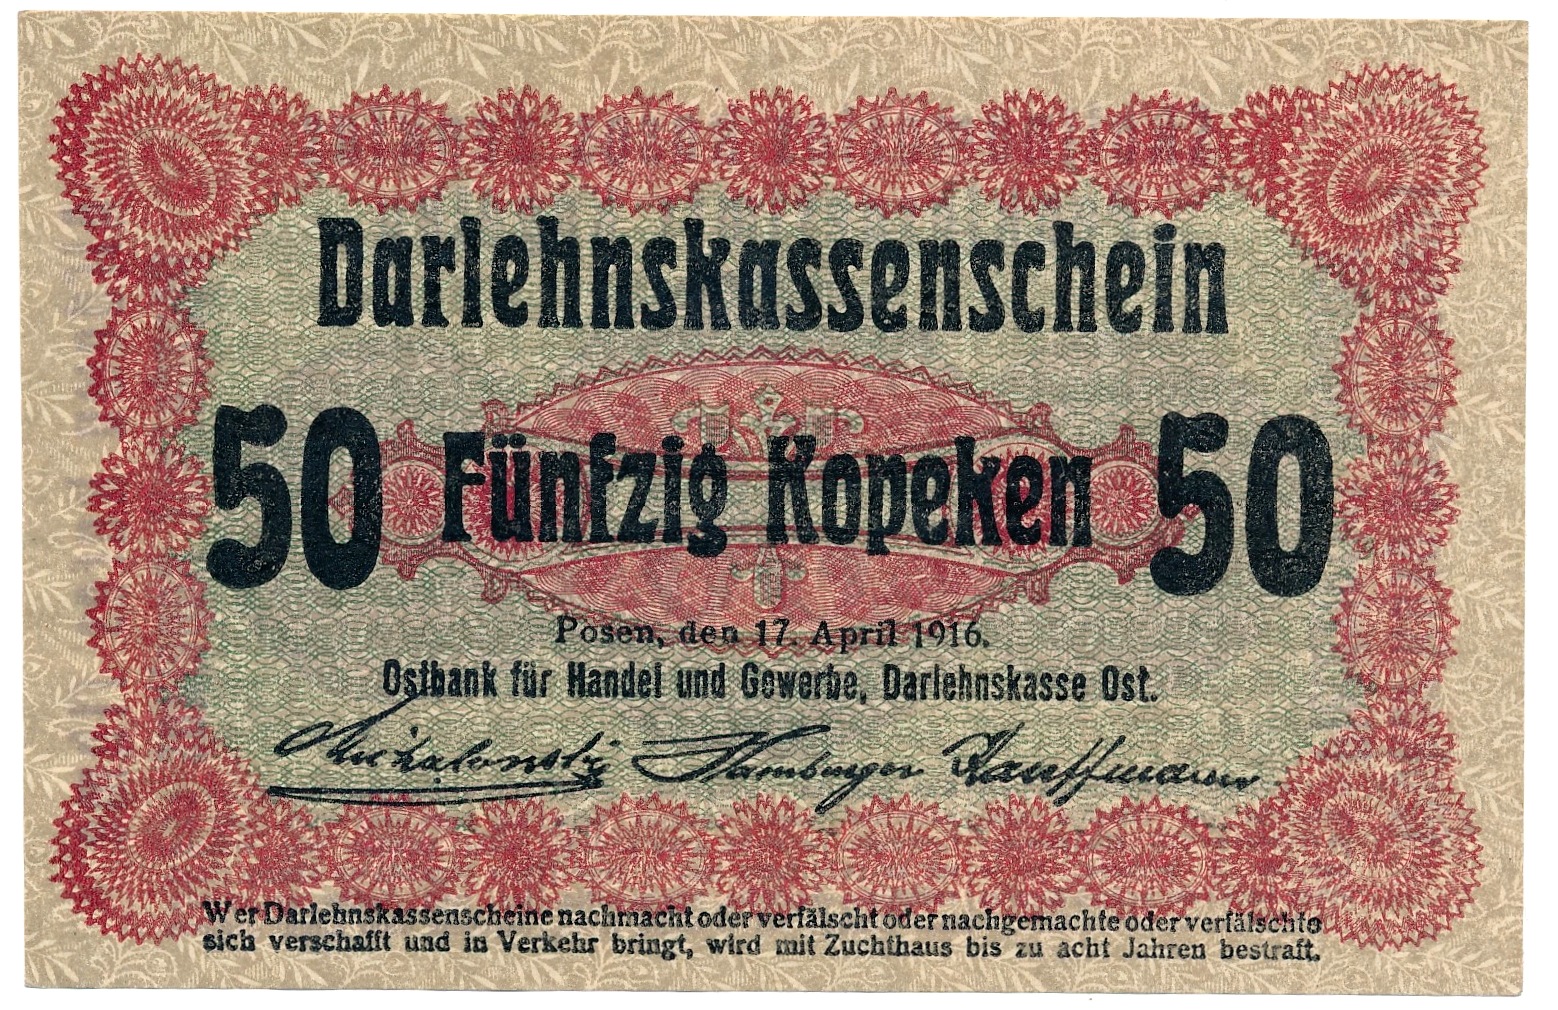 Darlehnskassenschein
50 Fünfzig Kopeken 50
Posen, den 17. April 1916.
Ostbank für Handel und Gewerbe, Darlehnskasse Ost.
Michalowski Hamburger Kauffmann
Wer Darlehnskassenscheine nachmacht oder verfälscht oder nachgemachte oder verfälschte
sich verschafft und in Verkehr bringt, wird mit Zuchthaus bis zu acht Jahren bestraft.